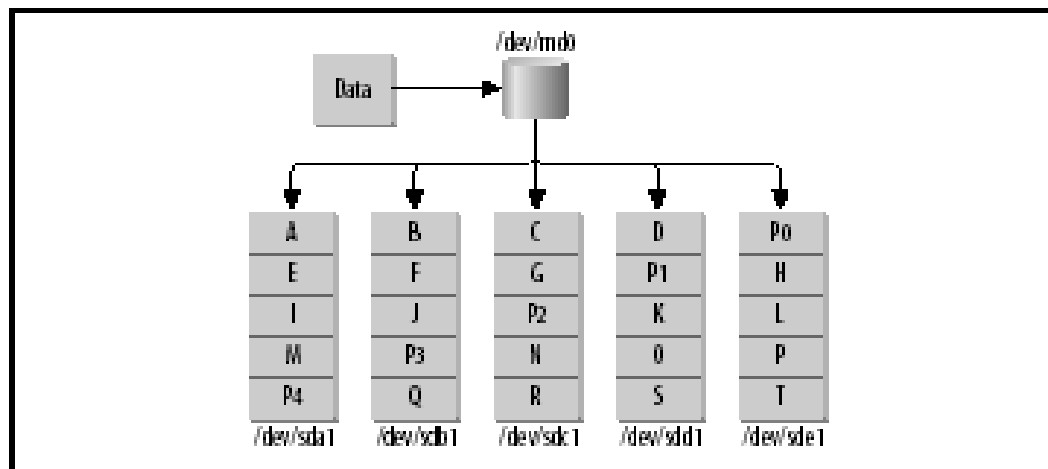 /dev/md0
Data
A B C D P0
E F G P1 H
I J P2 K L
M P3 N O P
P4 Q R S T
/dev/sda1 /dev/sdb1 /dev/sdc1 /dev/sdd1 /dev/sde1